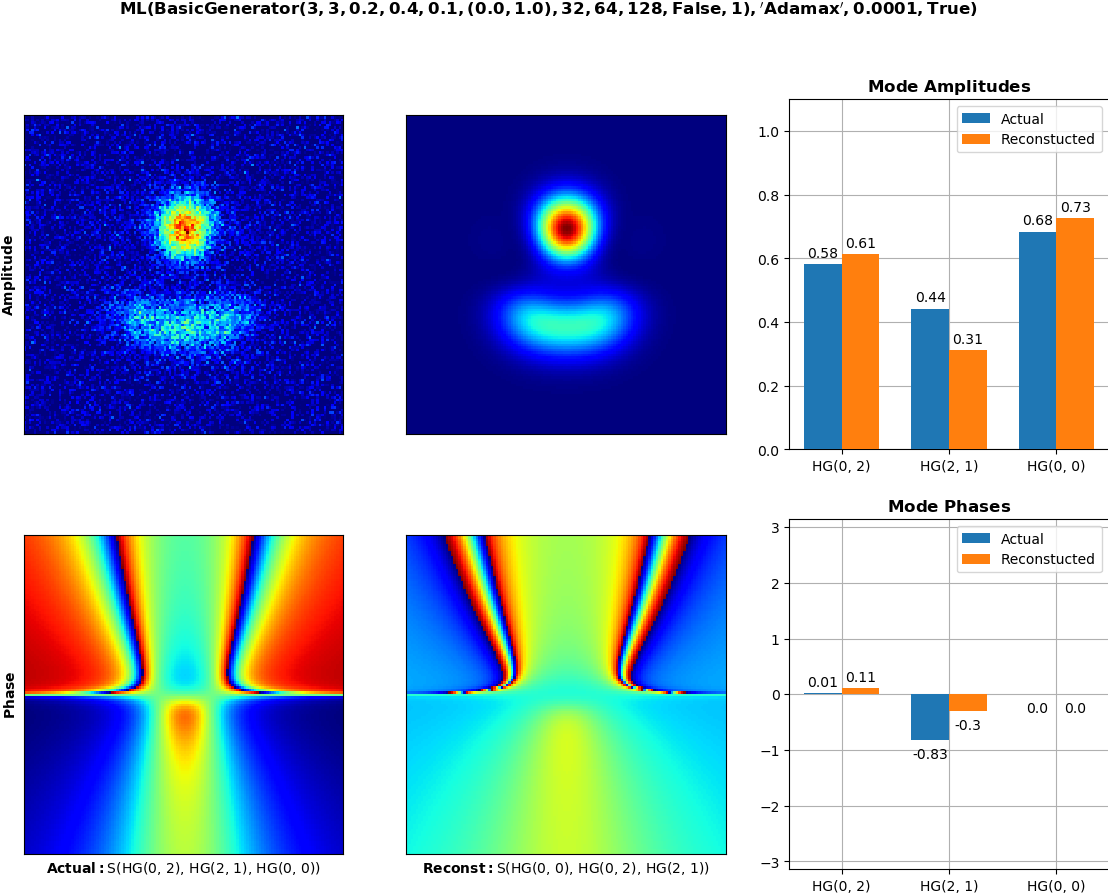 ML(BasicGenerator(3, 3, 0.2, 0.4, 0.1, (0.0, 1.0), 32, 64, 128, False, 1), ′Adamax′, 0.0001, True)
Amplitude
Mode Amplitudes
Actual
Reconstucted
1.0
0.8
0.6
0.4
0.2
0.0
0.58
0.61
0.44
0.31
0.68
0.73
HG(0, 2)
HG(2, 1)
HG(0, 0)
Phase
Actual: S(HG(0, 2), HG(2, 1), HG(0, 0))
Reconst: S(HG(0, 0), HG(0, 2), HG(2, 1))
Mode Phases
Actual
Reconstucted
3
2
1
0
−1
−2
−3
0.01
0.11
-0.83
-0.3
0.0
0.0
HG(0, 2)
HG(2, 1)
HG(0, 0)